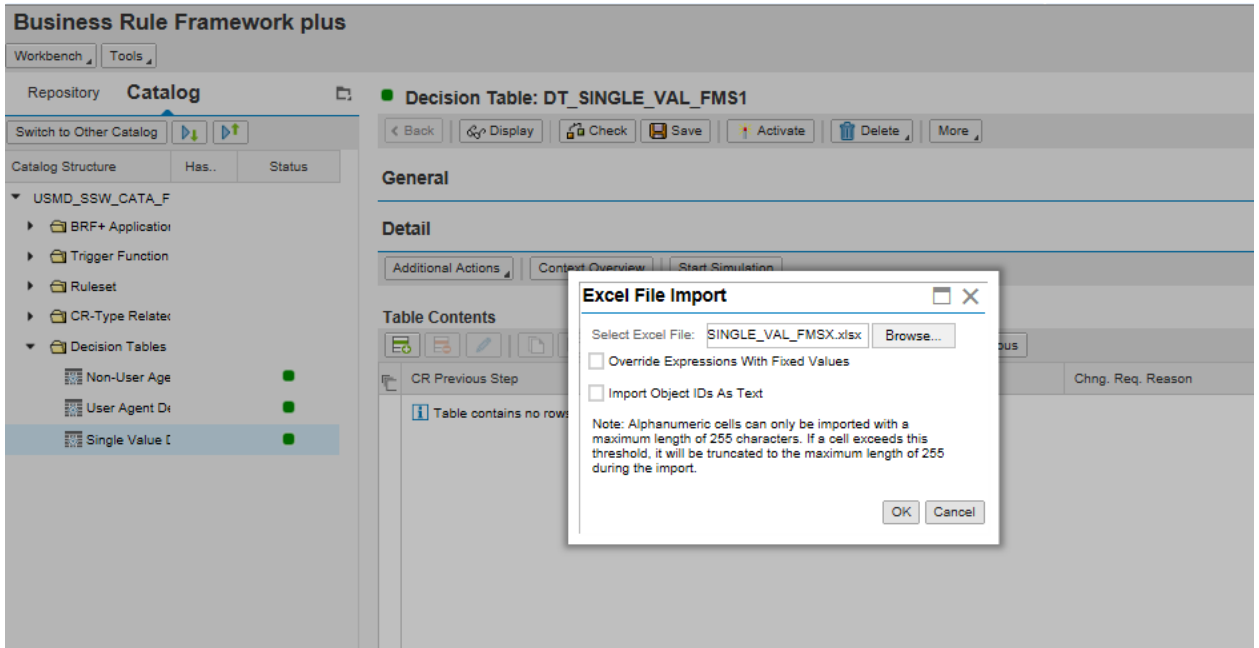 Business Rule Framework plus
Workbench Tools
Repository Catalog
Switch to Other Catalog
Catalog Structure Has.. Status
USMD_SSW_CATA_F
BRF+ Application
Trigger Function
Ruleset
CR-Type Related
Decision Tables
Non-User Age
User Agent De
Single Value D
Decision Table: DT_SINGLE_VAL_FMS1
Back Display Check Save Activate Delete More
General
Detail
Additional Actions Context Overview Start Simulation
Table Contents
ous
CR Previous Step Chng. Req. Reason
Table contains no rows
Excel File Import
Select Excel File: SINGLE_VAL_FMSX.xlsx Browse...
Override Expressions With Fixed Values
Import Object IDs As Text
Note: Alphanumeric cells can only be imported with a
maximum length of 255 characters. If a cell exceeds this
threshold, it will be truncated to the maximum length of 255
during the import.
OK Cancel